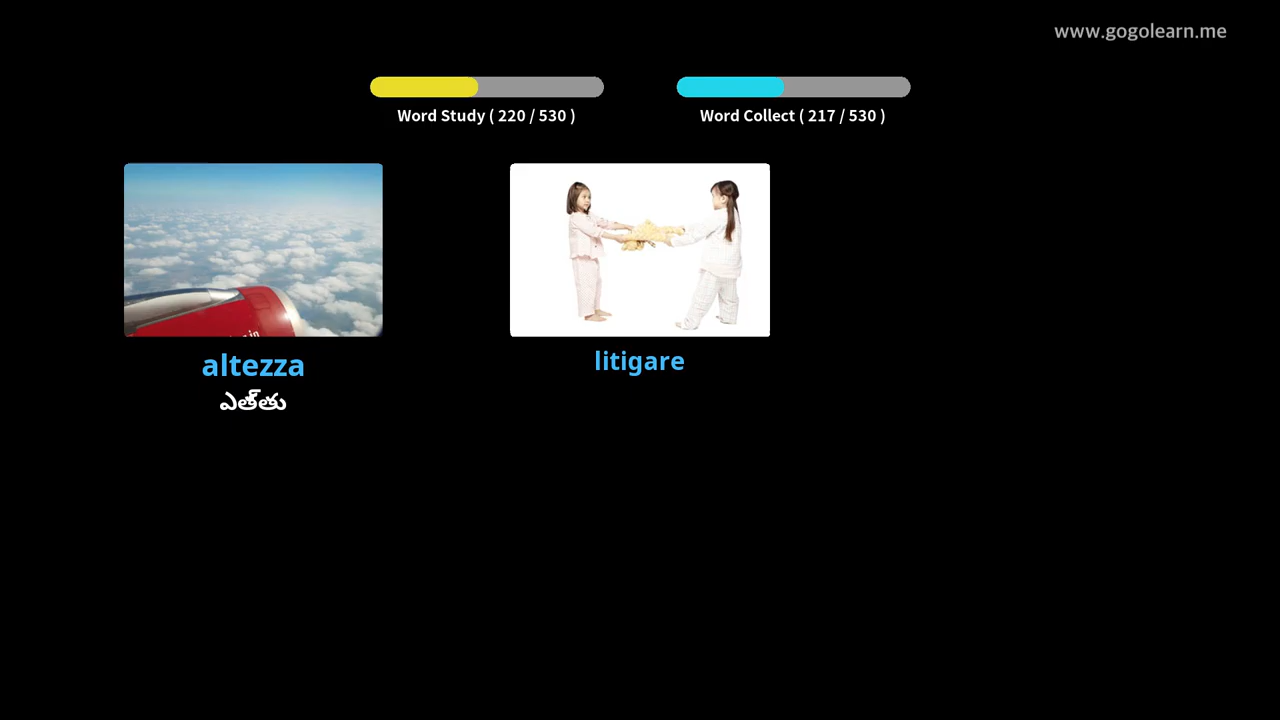 www.gogolearn.me
Word Study ( 220 / 530 )
Word Collect ( 217 / 530 )
altezza
ఎత్తు
litigare